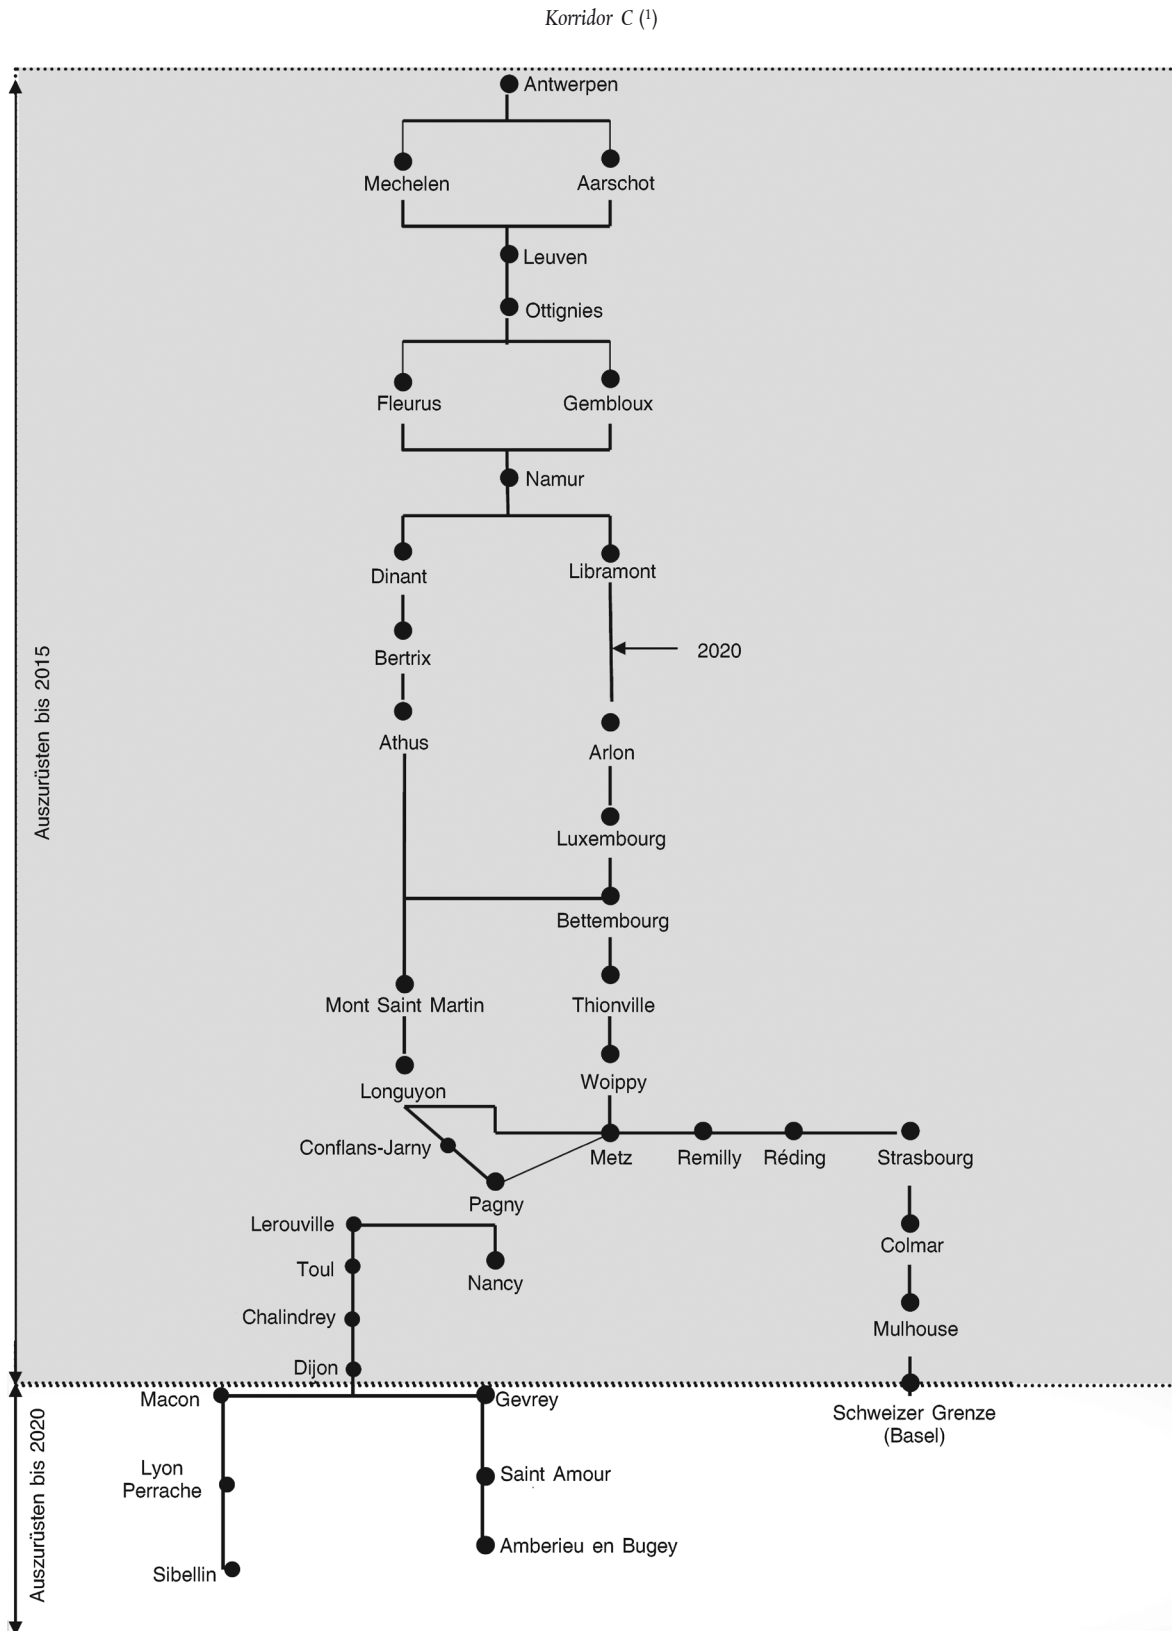 Korridor C (¹)
Antwerpen
Mechelen
Aarschot
Leuven
Ottignies
Fleurus
Gembloux
Namur
Dinant
Libramont
2020
Bertrix
Auszurüsten bis 2015
Athus
Arlon
Luxembourg
Bettembourg
Mont Saint Martin
Thionville
Woippy
Longuyon
Conflans-Jarny
Metz
Remilly
Réding
Strasbourg
Pagny
Lerouville
Colmar
Toul
Nancy
Chalindrey
Mulhouse
Dijon
Macon
Gevrey
Schweizer Grenze
(Basel)
Auszurüsten bis 2020
Lyon
Perrache
Saint Amour
Amberieu en Bugey
Sibellin